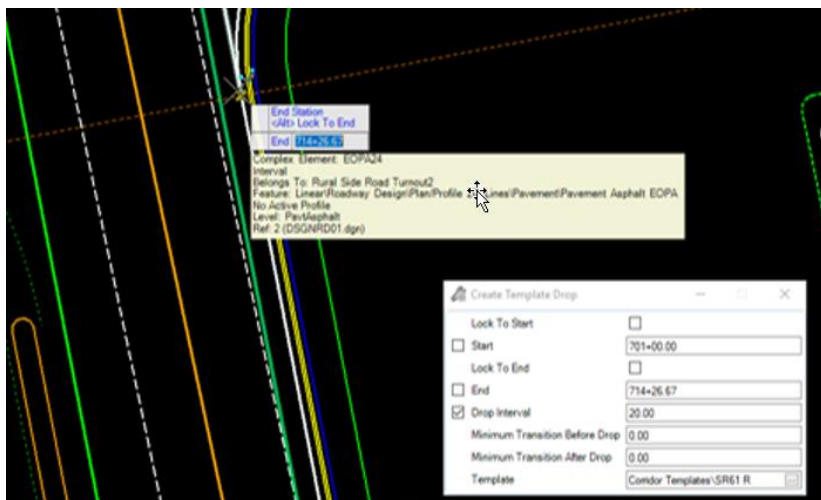 End Station
<Alt> Lock To End
End 714+26.67
Complex Element: EOPA24
Interval
Belongs To: Rural Side Road Turnout2
Feature: Linear\Roadway Design\Plan/Profile Lines\Pavement\Pavement Asphalt EOPA
No Active Profile
Level: PavtAsphalt
Ref: 2 (DSGNRD01.dgn)
Create Template Drop
Lock To Start
Start 701+00.00
Lock To End
End 714+26.67
Drop Interval 20.00
Minimum Transition Before Drop 0.00
Minimum Transition After Drop 0.00
Template Corridor Templates\SR61 R